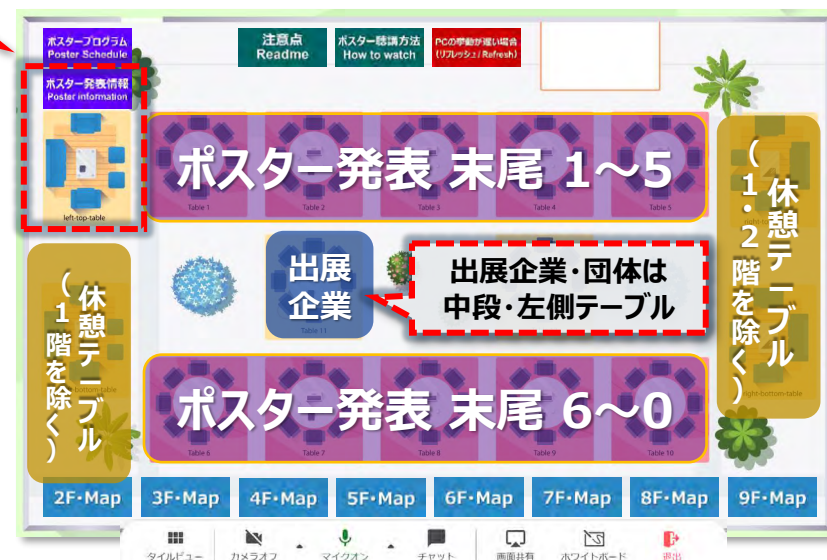 ポスタープログラム
Poster Schedule
注意点
Readme
ポスター聴講方法
How to watch
PCの挙動が遅い場合
(リフレッシュ/Refresh)
ポスター発表情報
Poster information
left-top-table
ポスター発表 末尾 1～5
Table 1
Table 2
Table 3
Table 4
Table 5
休憩テーブル
(1・2階を除く)
出展
企業
Table 11
出展企業・団体は
中段・左側テーブル
休憩テーブル
(1階を除く)
bottom-table
right-bottom-table
ポスター発表 末尾 6～0
Table 6
Table 7
Table 8
Table 9
Table 10
2F・Map
3F・Map
4F・Map
5F・Map
6F・Map
7F・Map
8F・Map
9F・Map
タイルビュー
カメラオフ
マイクオン
チャット
画面共有
ホワイトボード
退出